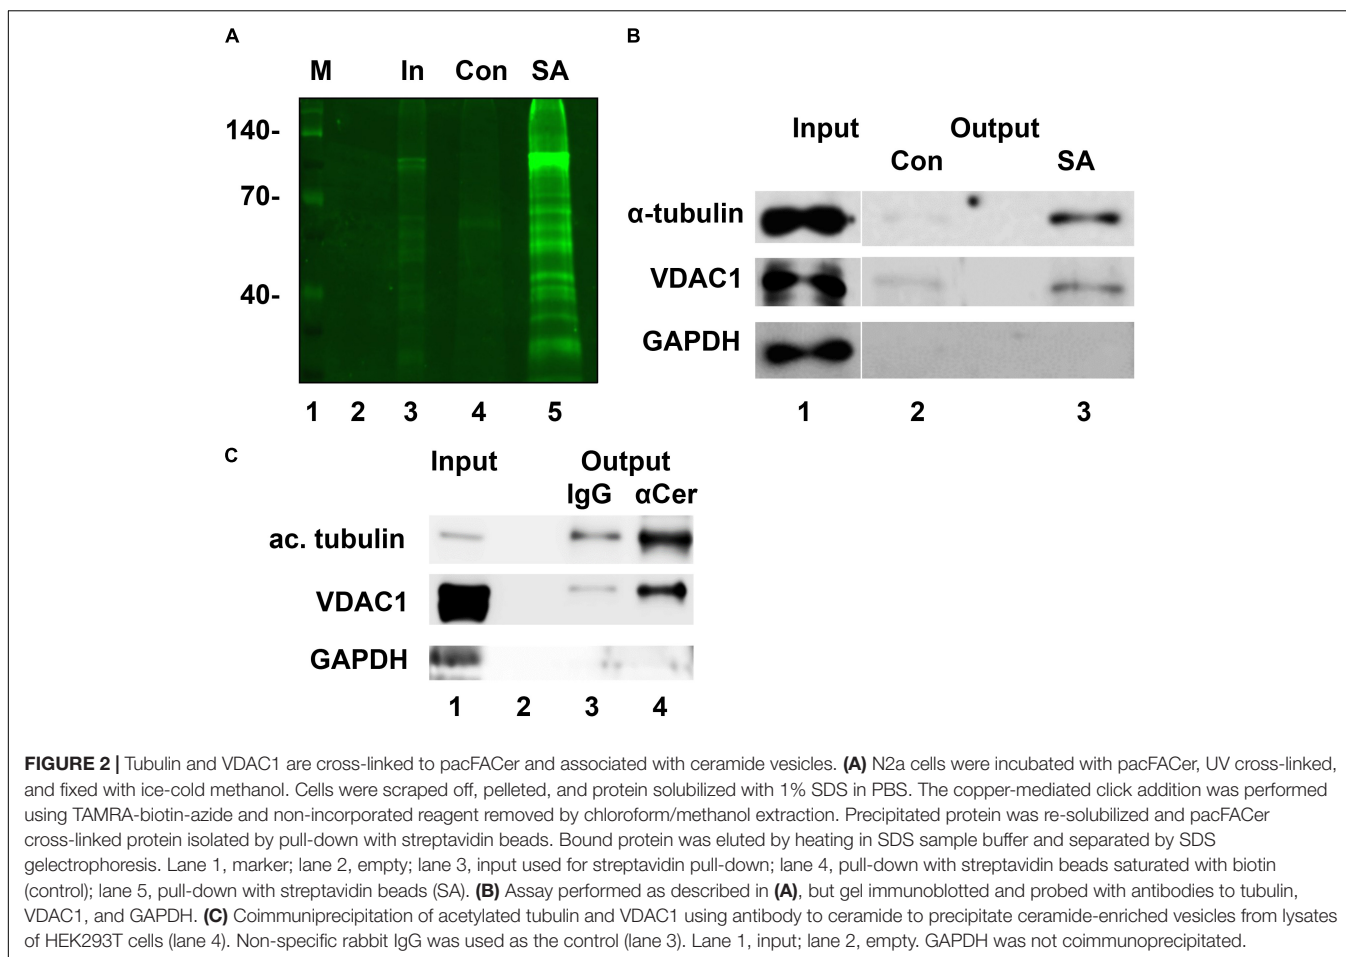 A
M In Con SA
140-
70-
40-
1 2 3 4 5
B
Input Output
Con SA
α-tubulin
VDAC1
GAPDH
1 2 3
C
Input Output
IgG αCer
ac. tubulin
VDAC1
GAPDH
1 2 3 4
FIGURE 2 | Tubulin and VDAC1 are cross-linked to pacFACer and associated with ceramide vesicles. (A) N2a cells were incubated with pacFACer, UV cross-linked,
and fixed with ice-cold methanol. Cells were scraped off, pelleted, and protein solubilized with 1% SDS in PBS. The copper-mediated click addition was performed
using TAMRA-biotin-azide and non-incorporated reagent removed by chloroform/methanol extraction. Precipitated protein was re-solubilized and pacFACer
cross-linked protein isolated by pull-down with streptavidin beads. Bound protein was eluted by heating in SDS sample buffer and separated by SDS
gelectrophoresis. Lane 1, marker; lane 2, empty; lane 3, input used for streptavidin pull-down; lane 4, pull-down with streptavidin beads saturated with biotin
(control); lane 5, pull-down with streptavidin beads (SA). (B) Assay performed as described in (A), but gel immunoblotted and probed with antibodies to tubulin,
VDAC1, and GAPDH. (C) Coimmuniprecipitation of acetylated tubulin and VDAC1 using antibody to ceramide to precipitate ceramide-enriched vesicles from lysates
of HEK293T cells (lane 4). Non-specific rabbit IgG was used as the control (lane 3). Lane 1, input; lane 2, empty. GAPDH was not coimmunoprecipitated.